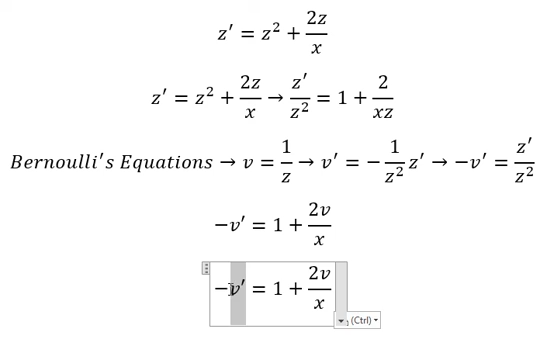 z′ = z² + 2z/x
z′ = z² + 2z/x → z′/z² = 1 + 2/xz
Bernoulli's Equations → v = 1/z → v′ = −1/z² z′ → −v′ = z′/z²
−v′ = 1 + 2v/x
−v′ = 1 + 2v/x
(Ctrl)